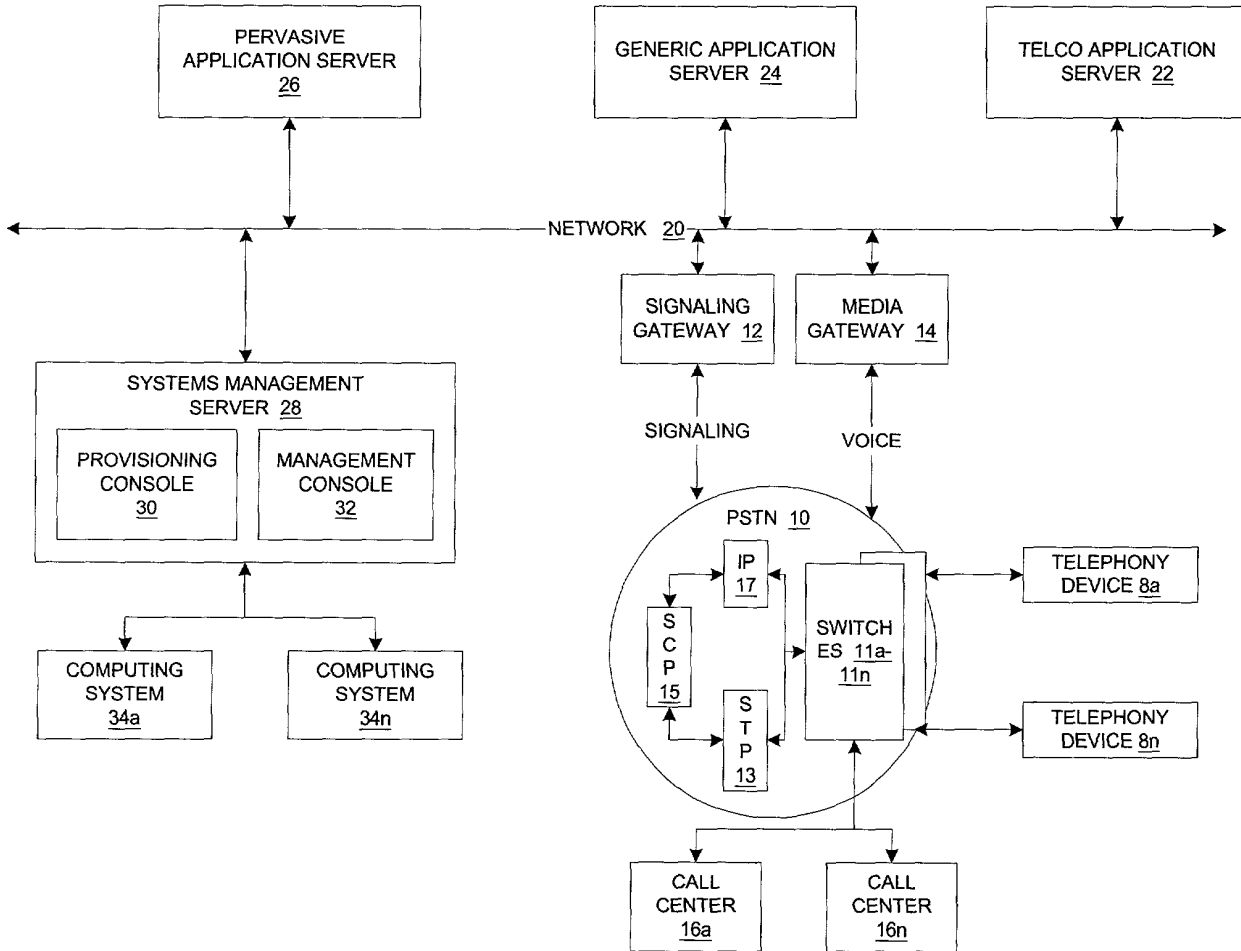 PERVASIVE
APPLICATION SERVER
26
GENERIC APPLICATION
SERVER 24
TELCO APPLICATION
SERVER 22
NETWORK 20
SIGNALING
GATEWAY 12
MEDIA
GATEWAY 14
SYSTEMS MANAGEMENT
SERVER 28
PROVISIONING
CONSOLE
30
MANAGEMENT
CONSOLE
32
SIGNALING
VOICE
PSTN 10
IP
17
S
C
P
15
S
T
P
13
SWITCH
ES 11a-
11n
TELEPHONY
DEVICE 8a
TELEPHONY
DEVICE 8n
COMPUTING
SYSTEM
34a
COMPUTING
SYSTEM
34n
CALL
CENTER
16a
CALL
CENTER
16n